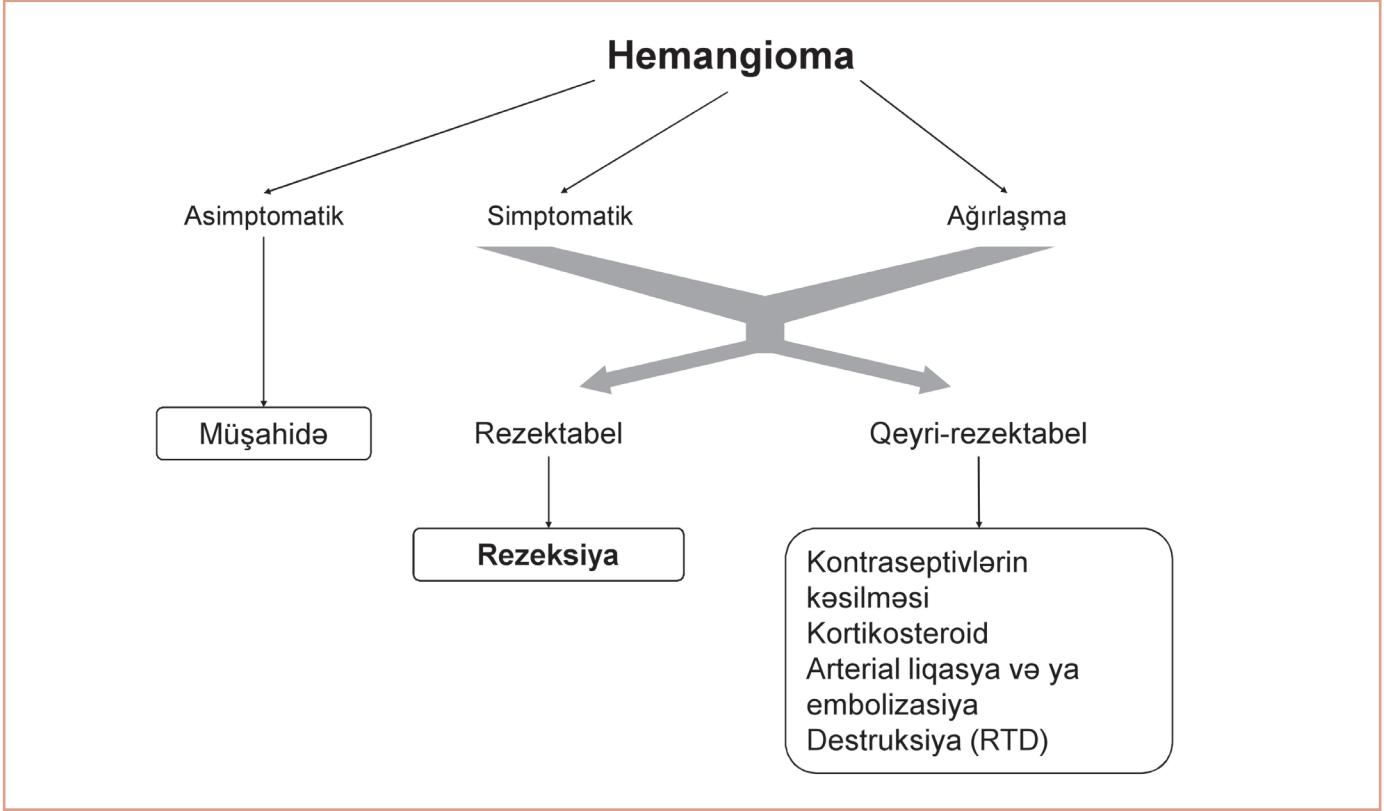 Hemangioma
Asimptomatik
Simptomatik
Ağırlaşma
Müşahidə
Rezektabel
Qeyri-rezektabel
Rezeksiya
Kontraseptivlərin
kəsilməsi
Kortikosteroid
Arterial liqasya və ya
embolizasiya
Destruksiya (RTD)